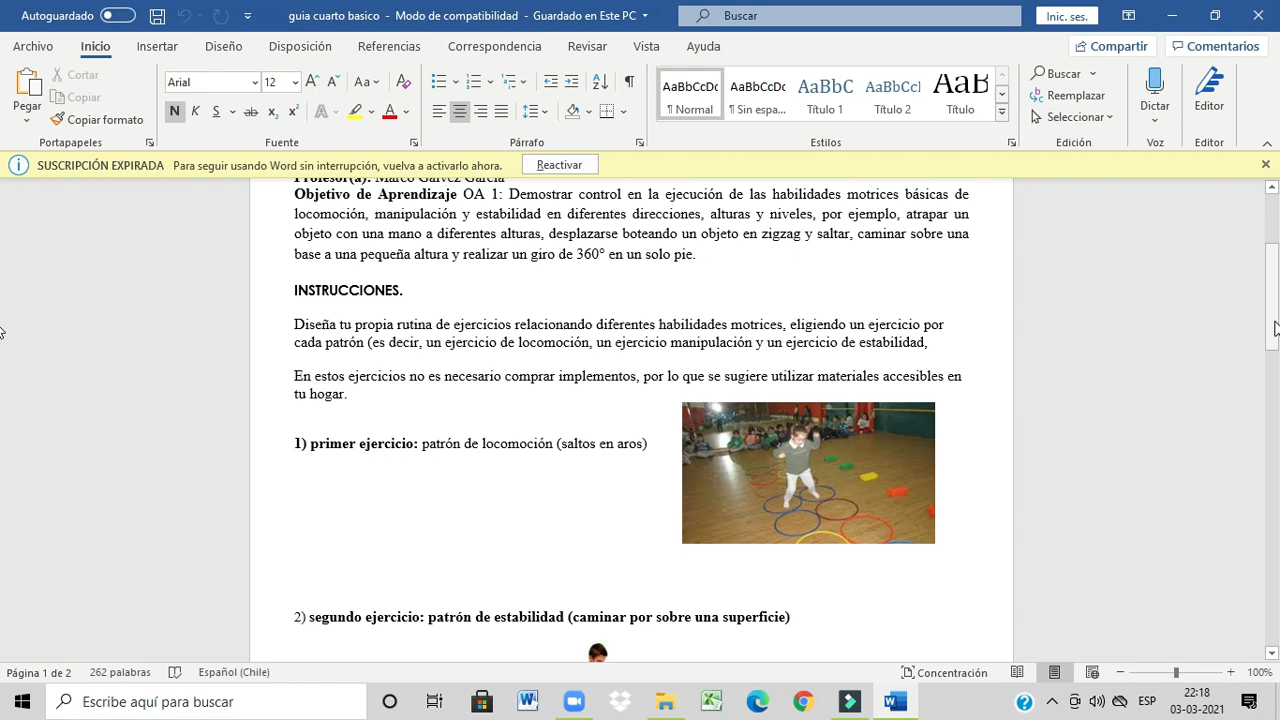 Autoguardado
guia cuarto basico - Modo de compatibilidad - Guardado en Este PC
Buscar
Inic. ses.
Archivo Inicio Insertar Diseño Disposición Referencias Correspondencia Revisar Vista Ayuda
Compartir Comentarios
Pegar
Cortar
Copiar
Copiar formato
Portapapeles
Arial 12
N K S ab x₂ x²
Fuente
Párrafo
AaBbCcDc AaBbCcDc AaBbC AaBbCcI AaB
¶ Normal ¶ Sin espa... Título 1 Título 2 Título
Estilos
Buscar
Reemplazar
Seleccionar
Edición
Dictar
Voz
Editor
Editor
SUSCRIPCIÓN EXPIRADA Para seguir usando Word sin interrupción, vuelva a activarlo ahora. Reactivar
Profesor(a): Marco Gálvez García
Objetivo de Aprendizaje OA 1: Demostrar control en la ejecución de las habilidades motrices básicas de
locomoción, manipulación y estabilidad en diferentes direcciones, alturas y niveles, por ejemplo, atrapar un
objeto con una mano a diferentes alturas, desplazarse boteando un objeto en zigzag y saltar, caminar sobre una
base a una pequeña altura y realizar un giro de 360° en un solo pie.
INSTRUCCIONES.
Diseña tu propia rutina de ejercicios relacionando diferentes habilidades motrices, eligiendo un ejercicio por
cada patrón (es decir, un ejercicio de locomoción, un ejercicio manipulación y un ejercicio de estabilidad,
En estos ejercicios no es necesario comprar implementos, por lo que se sugiere utilizar materiales accesibles en
tu hogar.
1) primer ejercicio: patrón de locomoción (saltos en aros)
2) segundo ejercicio: patrón de estabilidad (caminar por sobre una superficie)
Página 1 de 2 262 palabras Español (Chile) Concentración 100%
Escribe aquí para buscar
ESP
22:18
03-03-2021